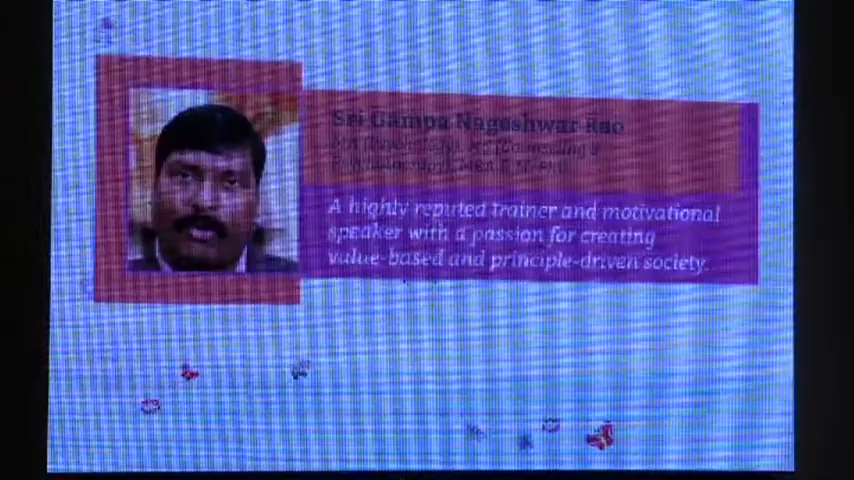 Sri Gampa Nageshwar Rao
A highly reputed trainer and motivational
speaker with a passion for creating
value-based and principle-driven society.